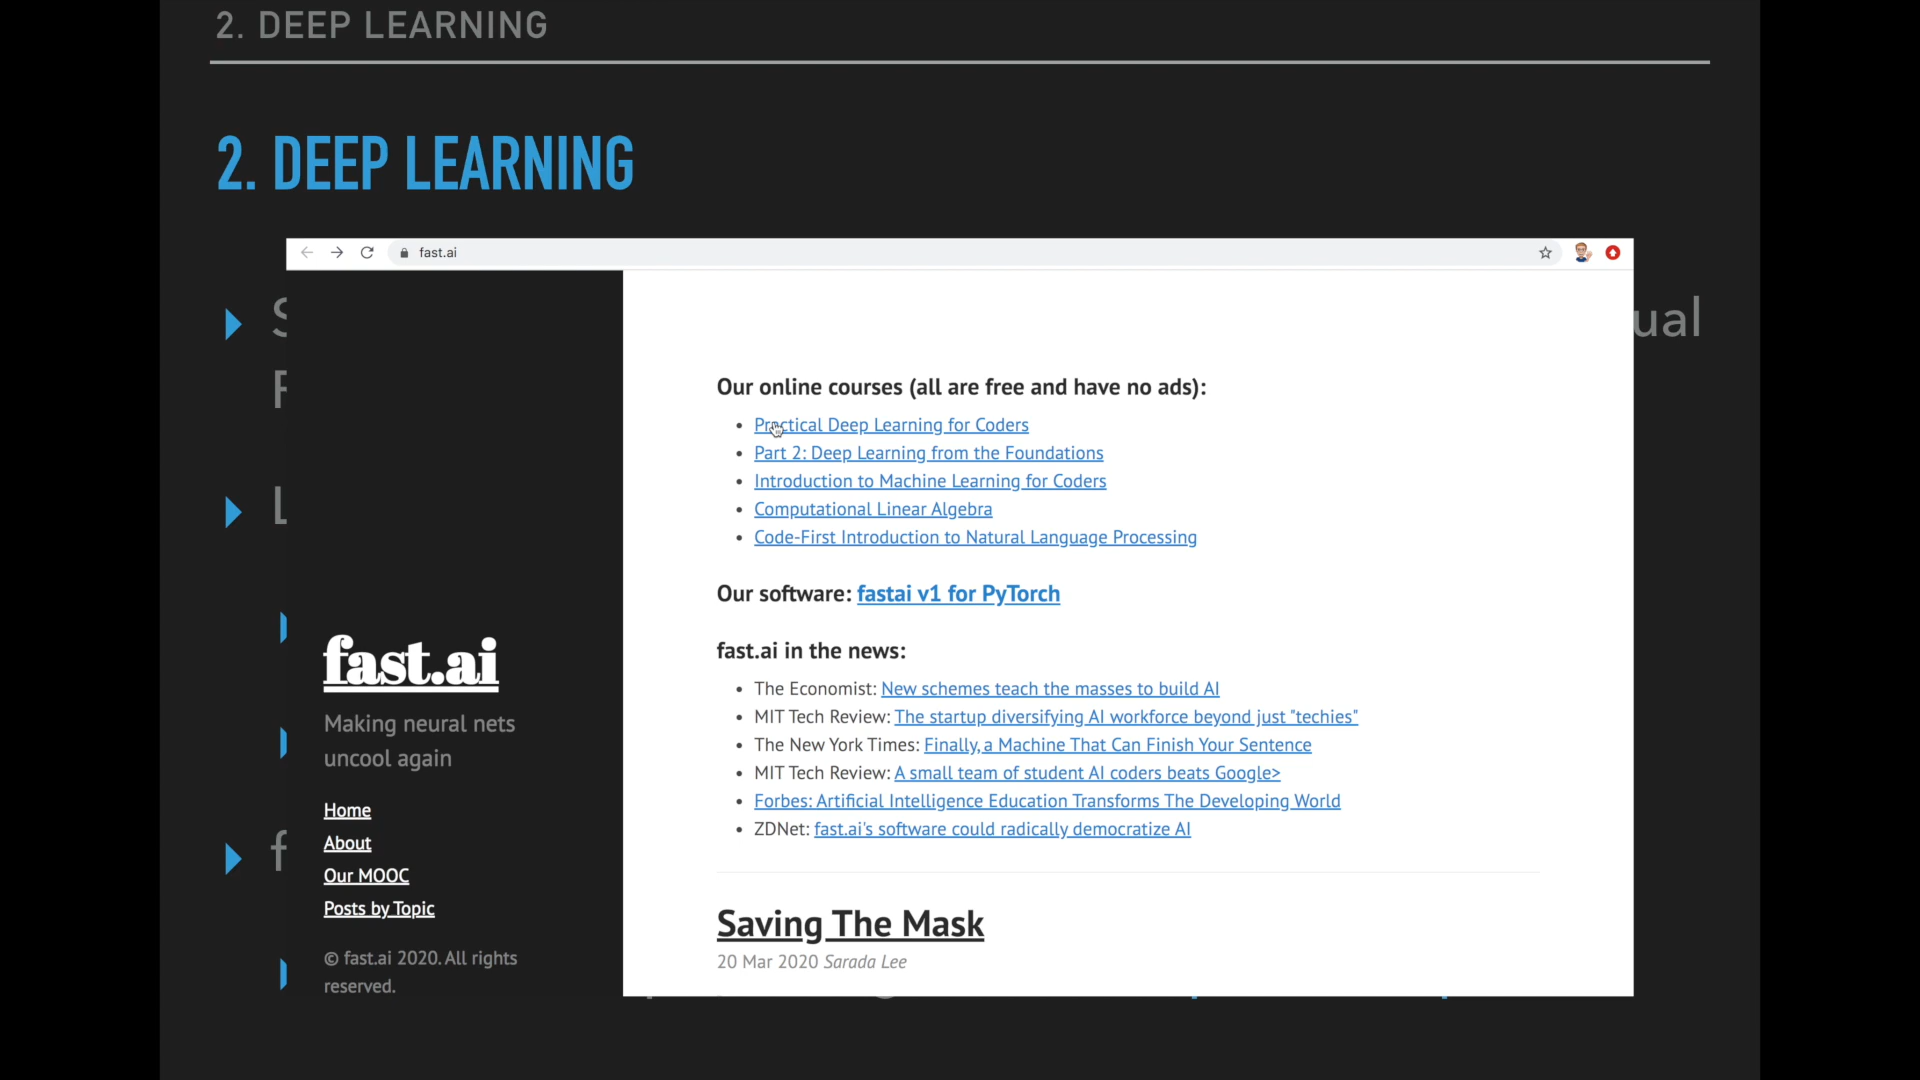 2. DEEP LEARNING
2. DEEP LEARNING
fast.ai
ual
Our online courses (all are free and have no ads):
• Practical Deep Learning for Coders
• Part 2: Deep Learning from the Foundations
• Introduction to Machine Learning for Coders
• Computational Linear Algebra
• Code-First Introduction to Natural Language Processing
Our software: fastai v1 for PyTorch
fast.ai in the news:
• The Economist: New schemes teach the masses to build AI
• MIT Tech Review: The startup diversifying AI workforce beyond just "techies"
• The New York Times: Finally, a Machine That Can Finish Your Sentence
• MIT Tech Review: A small team of student AI coders beats Google>
• Forbes: Artificial Intelligence Education Transforms The Developing World
• ZDNet: fast.ai's software could radically democratize AI
Saving The Mask
20 Mar 2020 Sarada Lee
fast.ai
Making neural nets
uncool again
Home
About
Our MOOC
Posts by Topic
© fast.ai 2020. All rights
reserved.